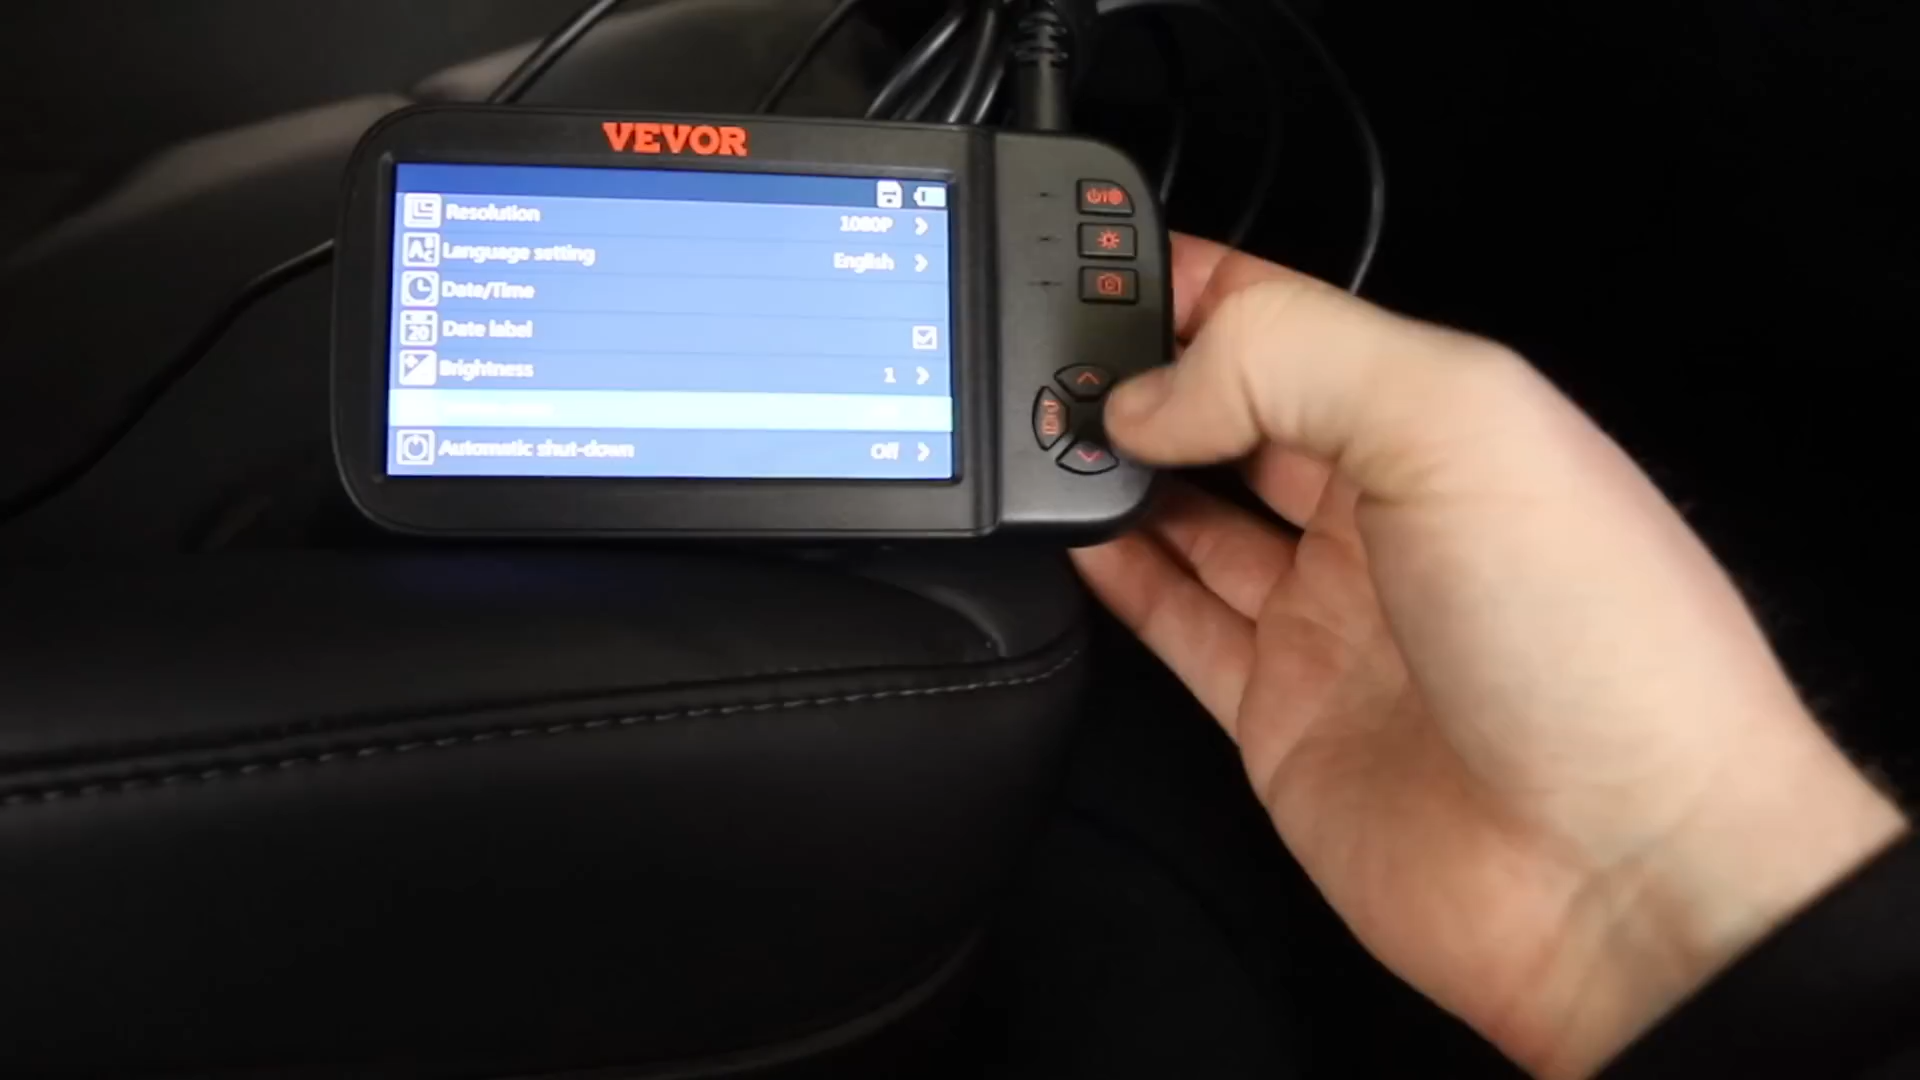 VEVOR
Resolution 1080P
Language setting English
Date/Time
Date label
Brightness 1
Automatic shut-down Off